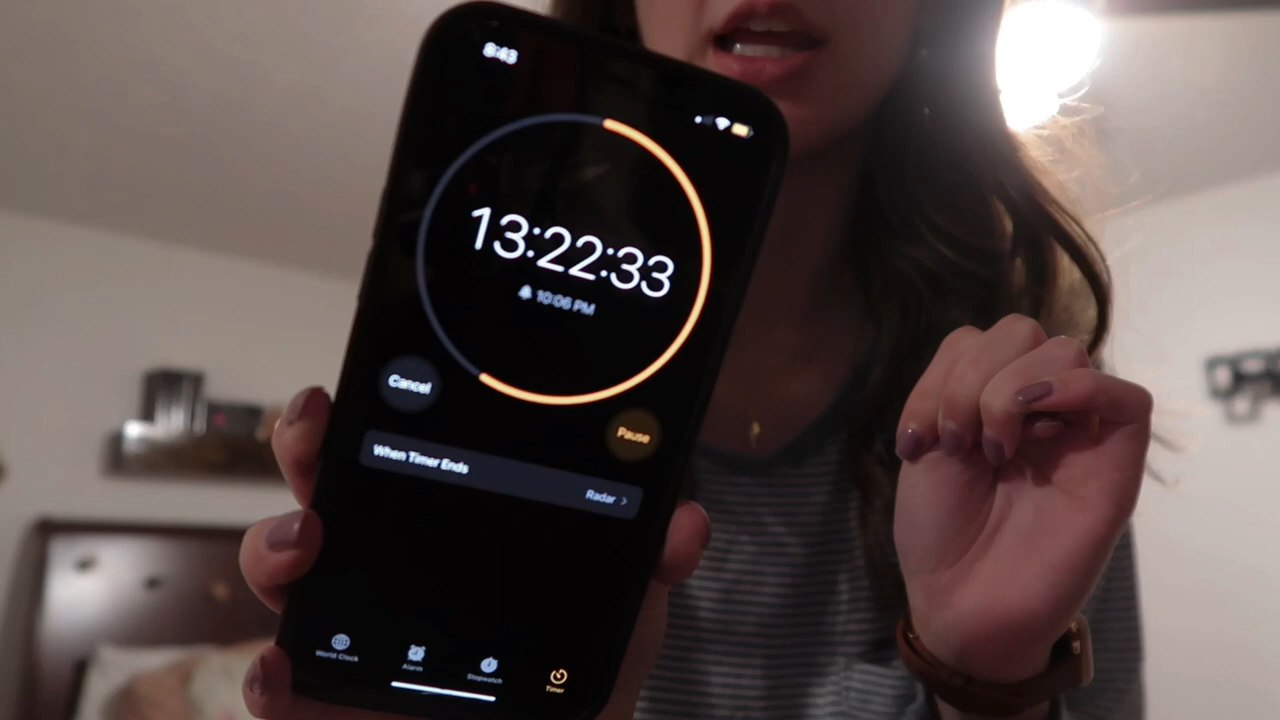 8:43
13:22:33
10:06 PM
Cancel
Pause
When Timer Ends
Radar
World Clock
Alarm
Stopwatch
Timer